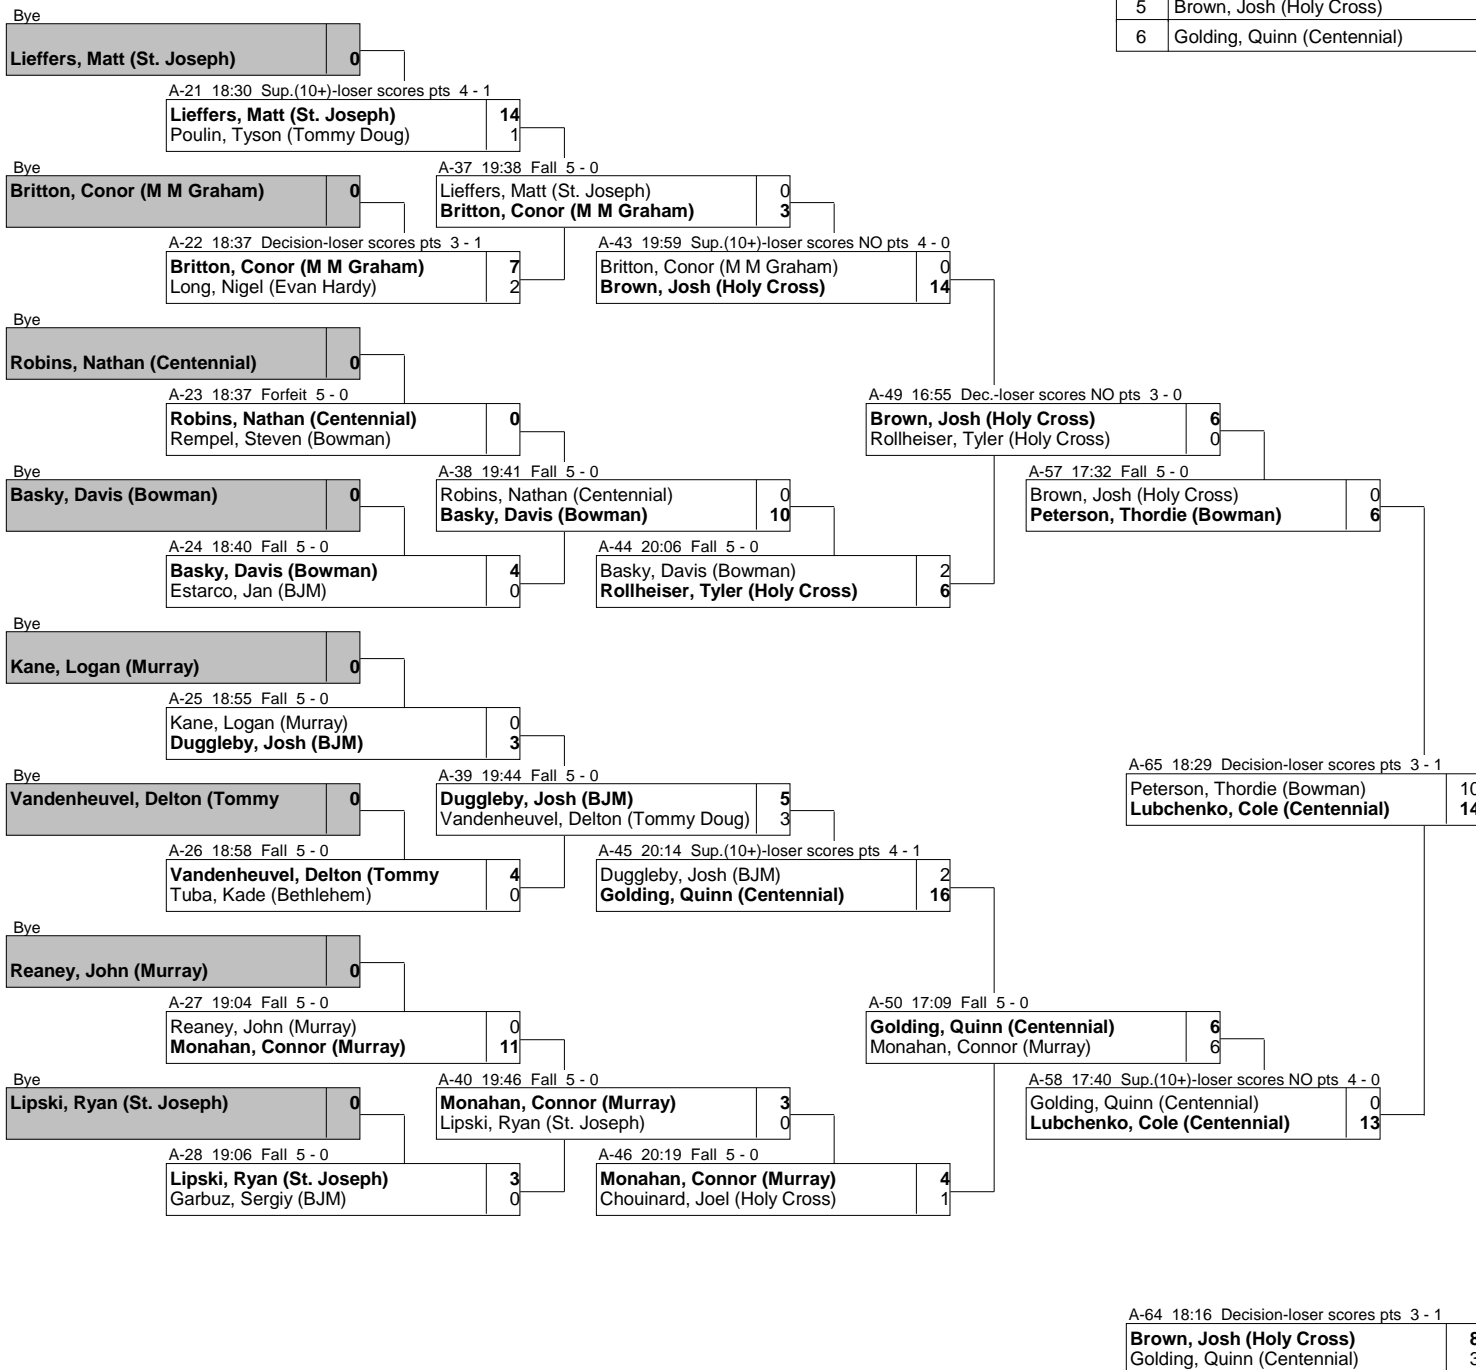 5 Brown, Josh (Holy Cross)
6 Golding, Quinn (Centennial)
Bye
Lieffers, Matt (St. Joseph) 0
A-21 18:30 Sup.(10+)-loser scores pts 4 - 1
Lieffers, Matt (St. Joseph) 14
Poulin, Tyson (Tommy Doug) 1
Bye
Britton, Conor (M M Graham) 0
A-37 19:38 Fall 5 - 0
Lieffers, Matt (St. Joseph) 0
Britton, Conor (M M Graham) 3
A-22 18:37 Decision-loser scores pts 3 - 1
Britton, Conor (M M Graham) 7
Long, Nigel (Evan Hardy) 2
A-43 19:59 Sup.(10+)-loser scores NO pts 4 - 0
Britton, Conor (M M Graham) 0
Brown, Josh (Holy Cross) 14
Bye
Robins, Nathan (Centennial) 0
A-23 18:37 Forfeit 5 - 0
Robins, Nathan (Centennial) 0
Rempel, Steven (Bowman)
A-49 16:55 Dec.-loser scores NO pts 3 - 0
Brown, Josh (Holy Cross) 6
Rollheiser, Tyler (Holy Cross) 0
Bye
Basky, Davis (Bowman) 0
A-38 19:41 Fall 5 - 0
Robins, Nathan (Centennial) 0
Basky, Davis (Bowman) 10
A-57 17:32 Fall 5 - 0
Brown, Josh (Holy Cross) 0
Peterson, Thordie (Bowman) 6
A-24 18:40 Fall 5 - 0
Basky, Davis (Bowman) 4
Estarco, Jan (BJM) 0
A-44 20:06 Fall 5 - 0
Basky, Davis (Bowman) 2
Rollheiser, Tyler (Holy Cross) 6
Bye
Kane, Logan (Murray) 0
A-25 18:55 Fall 5 - 0
Kane, Logan (Murray) 0
Duggleby, Josh (BJM) 3
Bye
Vandenheuvel, Delton (Tommy 0
A-39 19:44 Fall 5 - 0
Duggleby, Josh (BJM) 5
Vandenheuvel, Delton (Tommy Doug) 3
A-65 18:29 Decision-loser scores pts 3 - 1
Peterson, Thordie (Bowman) 10
Lubchenko, Cole (Centennial) 14
A-26 18:58 Fall 5 - 0
Vandenheuvel, Delton (Tommy 4
Tuba, Kade (Bethlehem) 0
A-45 20:14 Sup.(10+)-loser scores pts 4 - 1
Duggleby, Josh (BJM) 2
Golding, Quinn (Centennial) 16
Bye
Reaney, John (Murray) 0
A-27 19:04 Fall 5 - 0
Reaney, John (Murray) 0
Monahan, Connor (Murray) 11
A-50 17:09 Fall 5 - 0
Golding, Quinn (Centennial) 6
Monahan, Connor (Murray) 6
Bye
Lipski, Ryan (St. Joseph) 0
A-40 19:46 Fall 5 - 0
Monahan, Connor (Murray) 3
Lipski, Ryan (St. Joseph) 0
A-58 17:40 Sup.(10+)-loser scores NO pts 4 - 0
Golding, Quinn (Centennial) 0
Lubchenko, Cole (Centennial) 13
A-28 19:06 Fall 5 - 0
Lipski, Ryan (St. Joseph) 3
Garbuz, Sergiy (BJM) 0
A-46 20:19 Fall 5 - 0
Monahan, Connor (Murray) 4
Chouinard, Joel (Holy Cross) 1
A-64 18:16 Decision-loser scores pts 3 - 1
Brown, Josh (Holy Cross) 8
Golding, Quinn (Centennial) 3